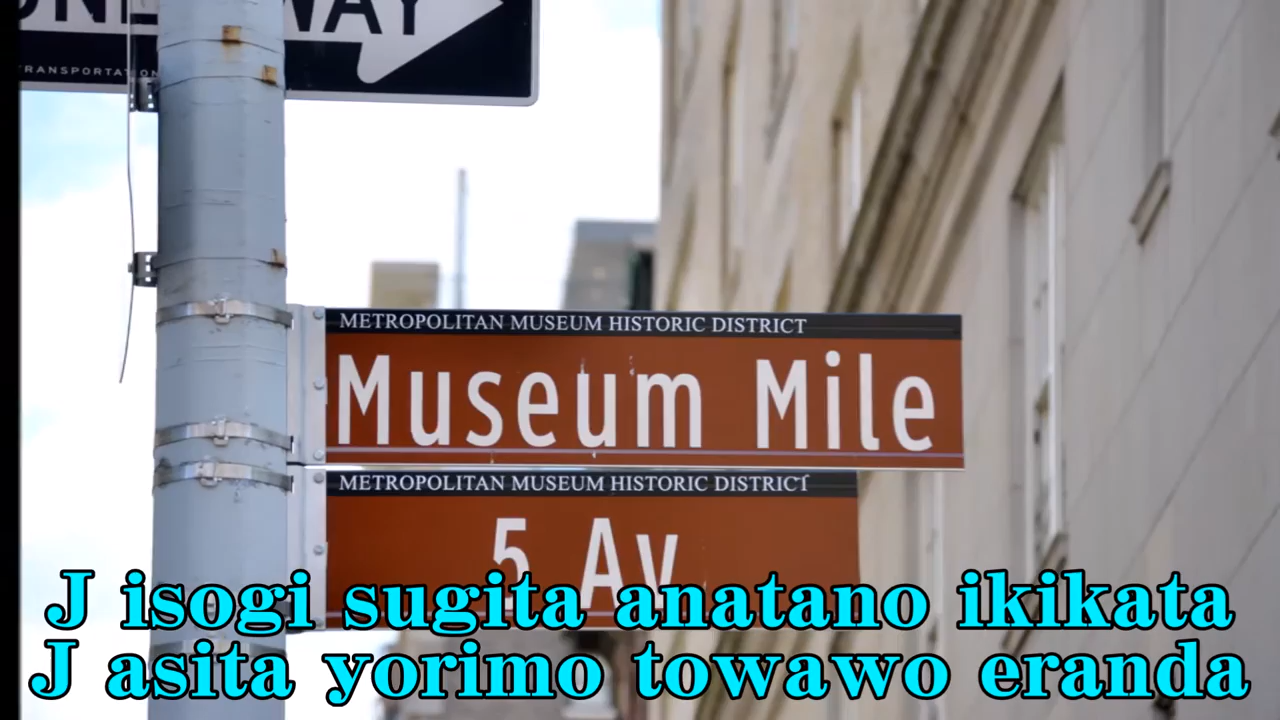 ONE WAY
TRANSPORTATION
METROPOLITAN MUSEUM HISTORIC DISTRICT
Museum Mile
METROPOLITAN MUSEUM HISTORIC DISTRICT
5 Av
J isogi sugita anatano ikikata
J asita yorimo towawo eranda